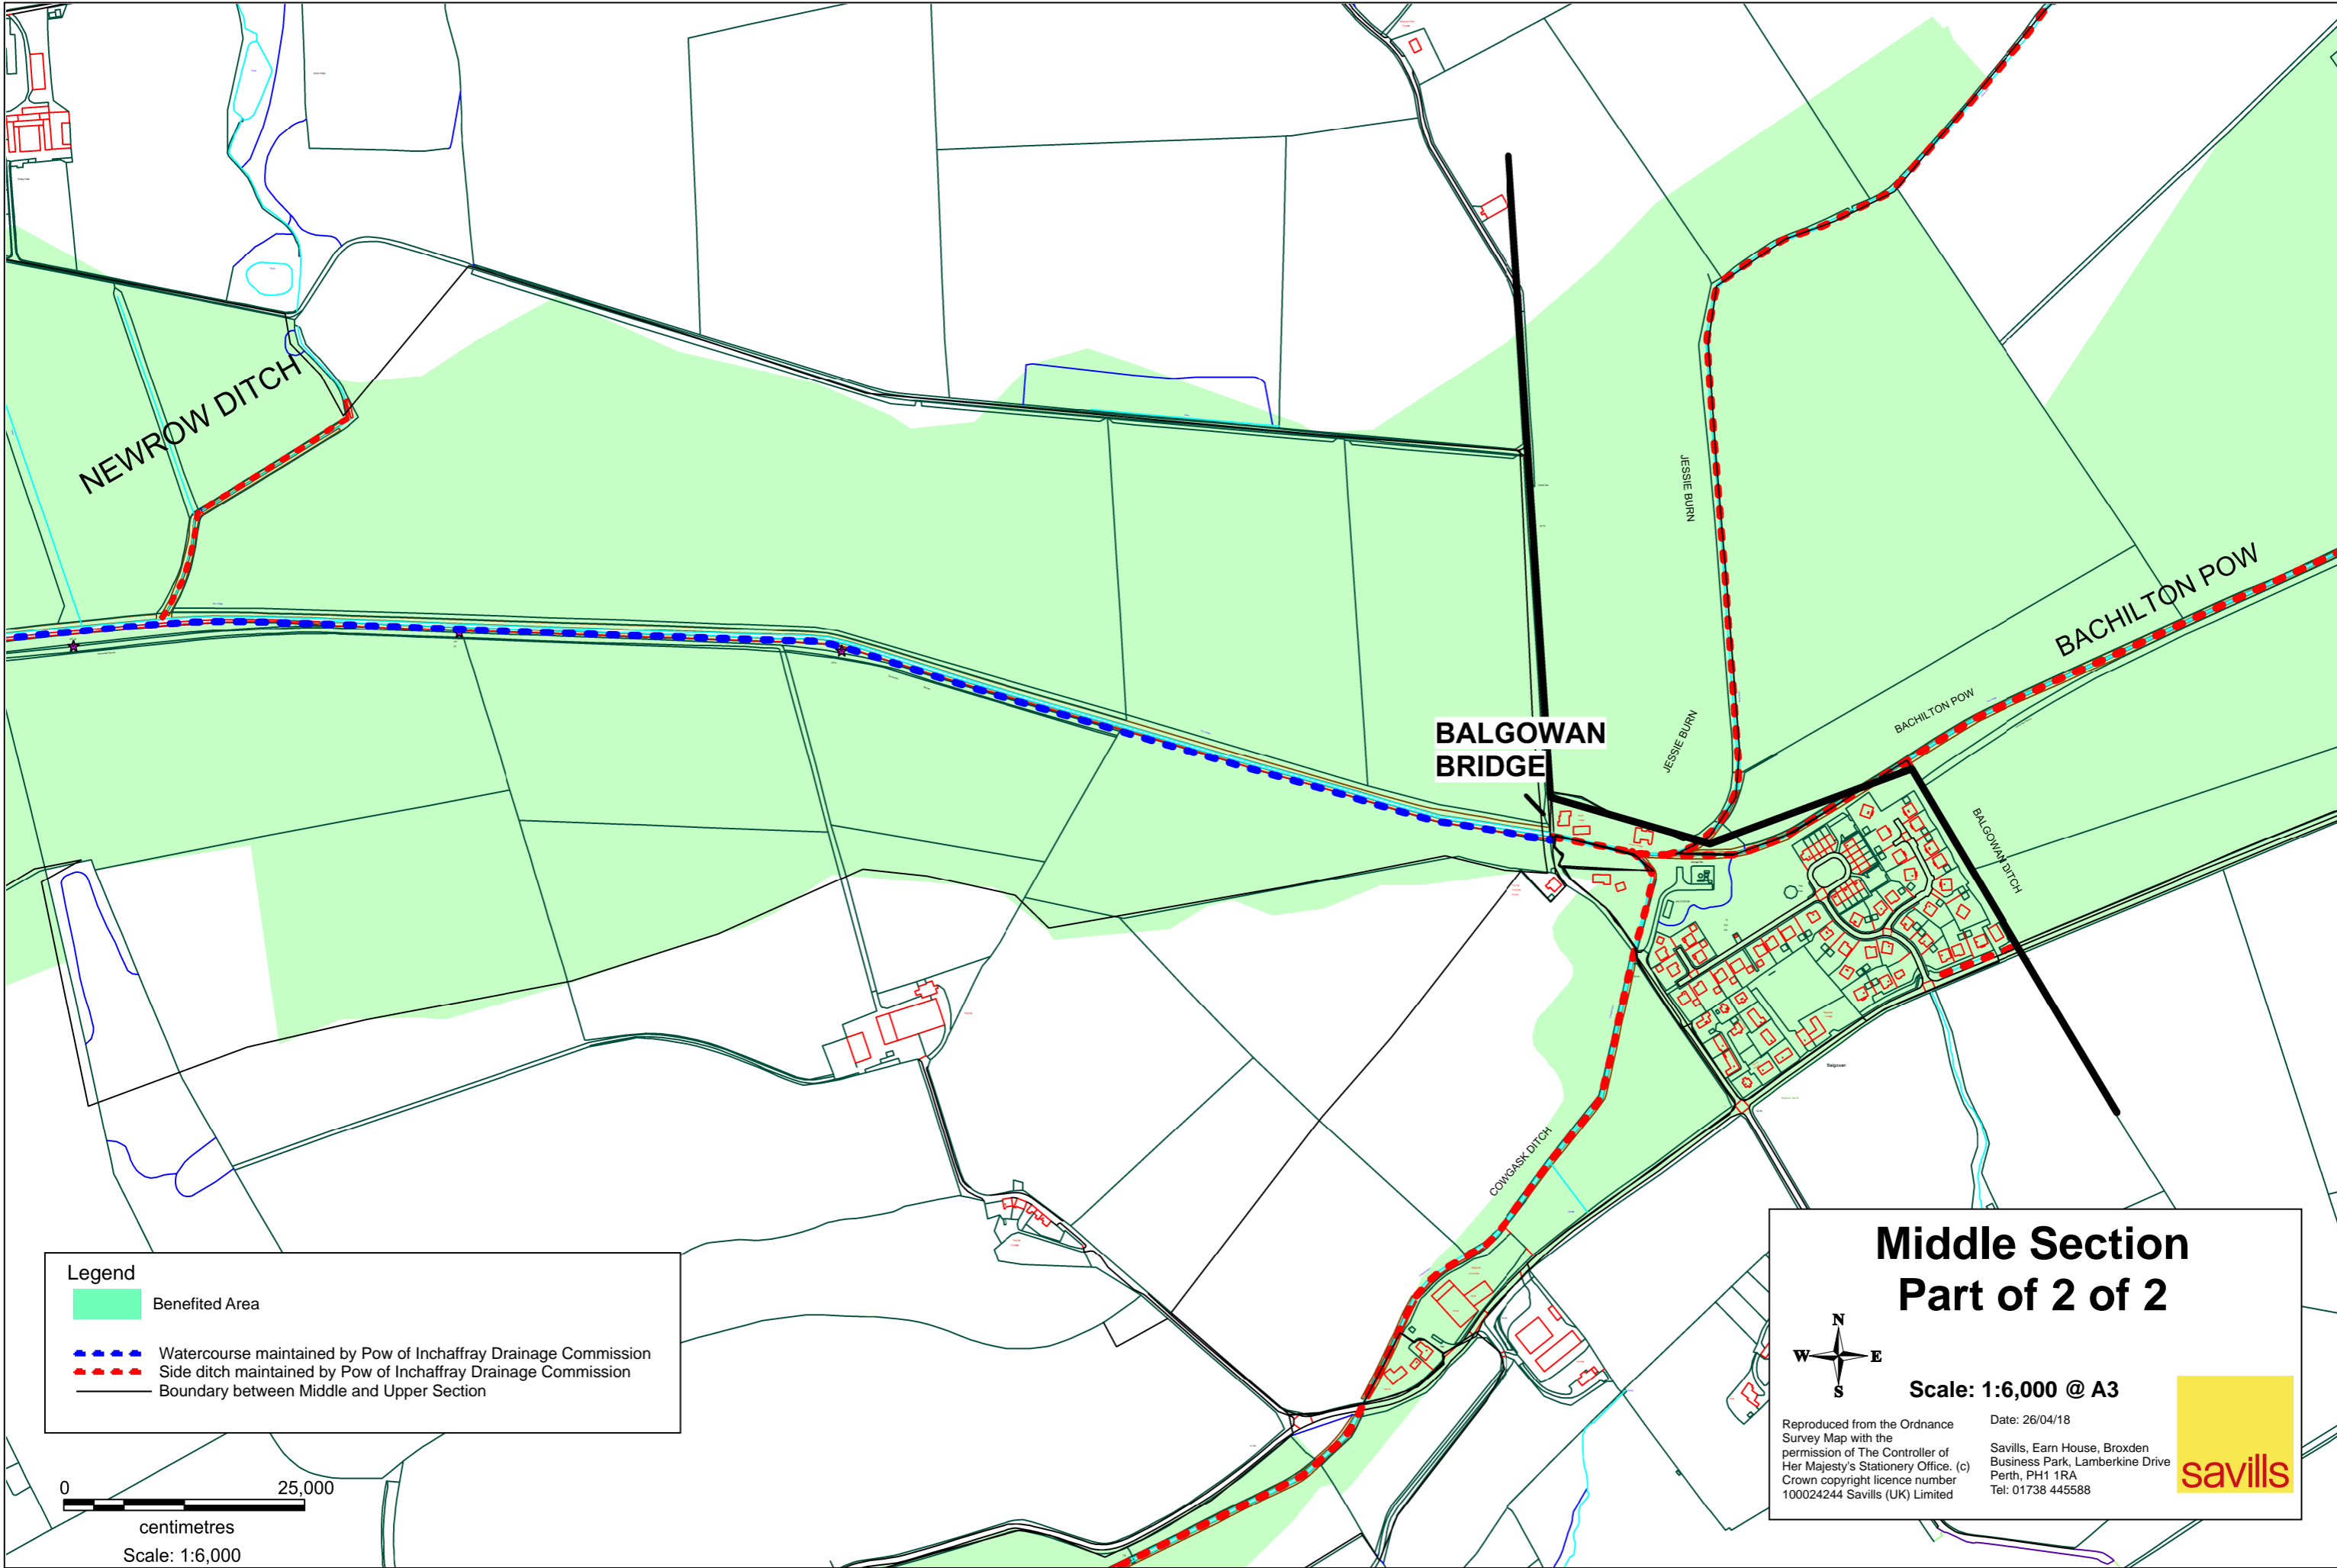 NEWROW DITCH
JESSIE BURN
BACHILTON POW
BACHILTON POW
JESSIE BURN
BALGOWAN
BRIDGE
BALGOWAN DITCH
Balgowan
COWGASK DITCH
Legend
Benefited Area
Watercourse maintained by Pow of Inchaffray Drainage Commission
Side ditch maintained by Pow of Inchaffray Drainage Commission
Boundary between Middle and Upper Section
0 25,000
centimetres
Scale: 1:6,000
Middle Section
Part of 2 of 2
N
W E
S
Scale: 1:6,000 @ A3
Reproduced from the Ordnance
Survey Map with the
permission of The Controller of
Her Majesty's Stationery Office. (c)
Crown copyright licence number
100024244 Savills (UK) Limited
Date: 26/04/18
Savills, Earn House, Broxden
Business Park, Lamberkine Drive
Perth, PH1 1RA
Tel: 01738 445588
savills